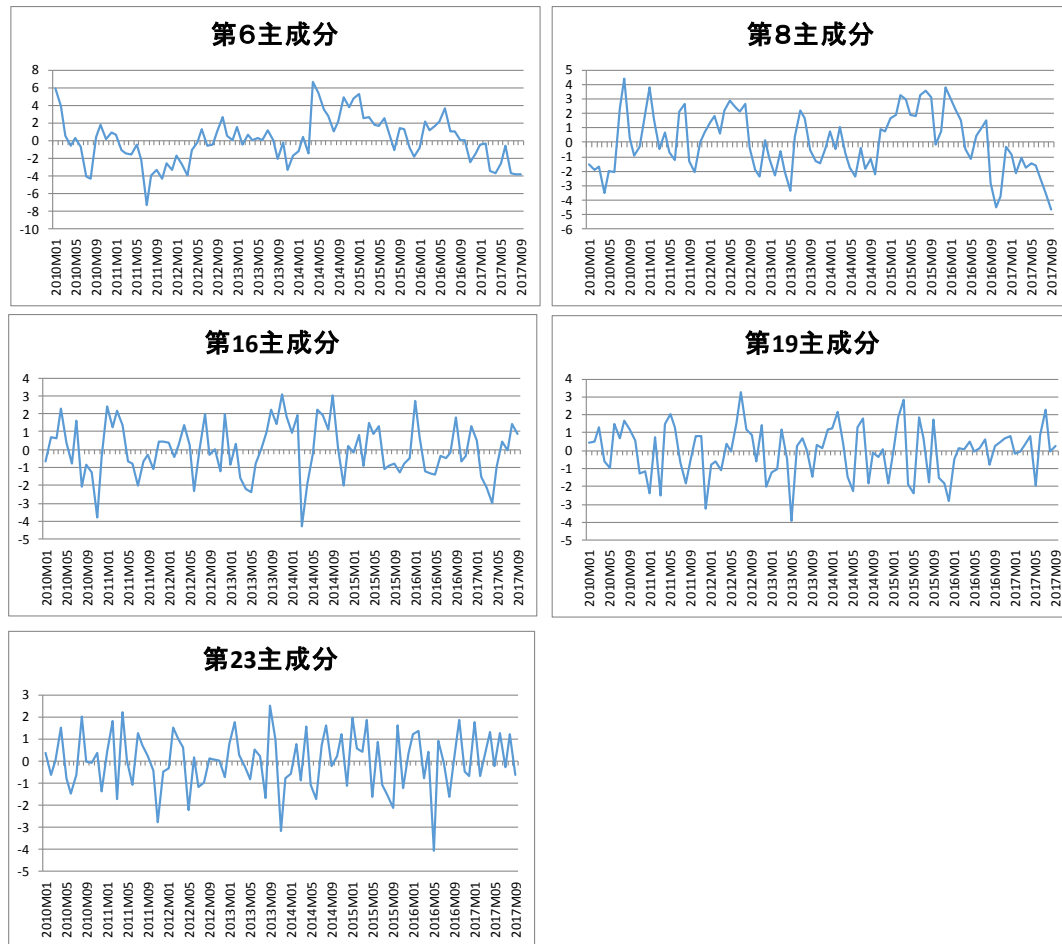 第6主成分
8
6
4
2
0
-2
-4
-6
-8
-10
2010M01
2010M05
2010M09
2011M01
2011M05
2011M09
2012M01
2012M05
2012M09
2013M01
2013M05
2013M09
2014M01
2014M05
2014M09
2015M01
2015M05
2015M09
2016M01
2016M05
2016M09
2017M01
2017M05
2017M09
第8主成分
5
4
3
2
1
0
-1
-2
-3
-4
-5
-6
2010M01
2010M05
2010M09
2011M01
2011M05
2011M09
2012M01
2012M05
2012M09
2013M01
2013M05
2013M09
2014M01
2014M05
2014M09
2015M01
2015M05
2015M09
2016M01
2016M05
2016M09
2017M01
2017M05
2017M09
第16主成分
4
3
2
1
0
-1
-2
-3
-4
-5
2010M01
2010M05
2010M09
2011M01
2011M05
2011M09
2012M01
2012M05
2012M09
2013M01
2013M05
2013M09
2014M01
2014M05
2014M09
2015M01
2015M05
2015M09
2016M01
2016M05
2016M09
2017M01
2017M05
2017M09
第19主成分
4
3
2
1
0
-1
-2
-3
-4
-5
2010M01
2010M05
2010M09
2011M01
2011M05
2011M09
2012M01
2012M05
2012M09
2013M01
2013M05
2013M09
2014M01
2014M05
2014M09
2015M01
2015M05
2015M09
2016M01
2016M05
2016M09
2017M01
2017M05
2017M09
第23主成分
3
2
1
0
-1
-2
-3
-4
-5
2010M01
2010M05
2010M09
2011M01
2011M05
2011M09
2012M01
2012M05
2012M09
2013M01
2013M05
2013M09
2014M01
2014M05
2014M09
2015M01
2015M05
2015M09
2016M01
2016M05
2016M09
2017M01
2017M05
2017M09